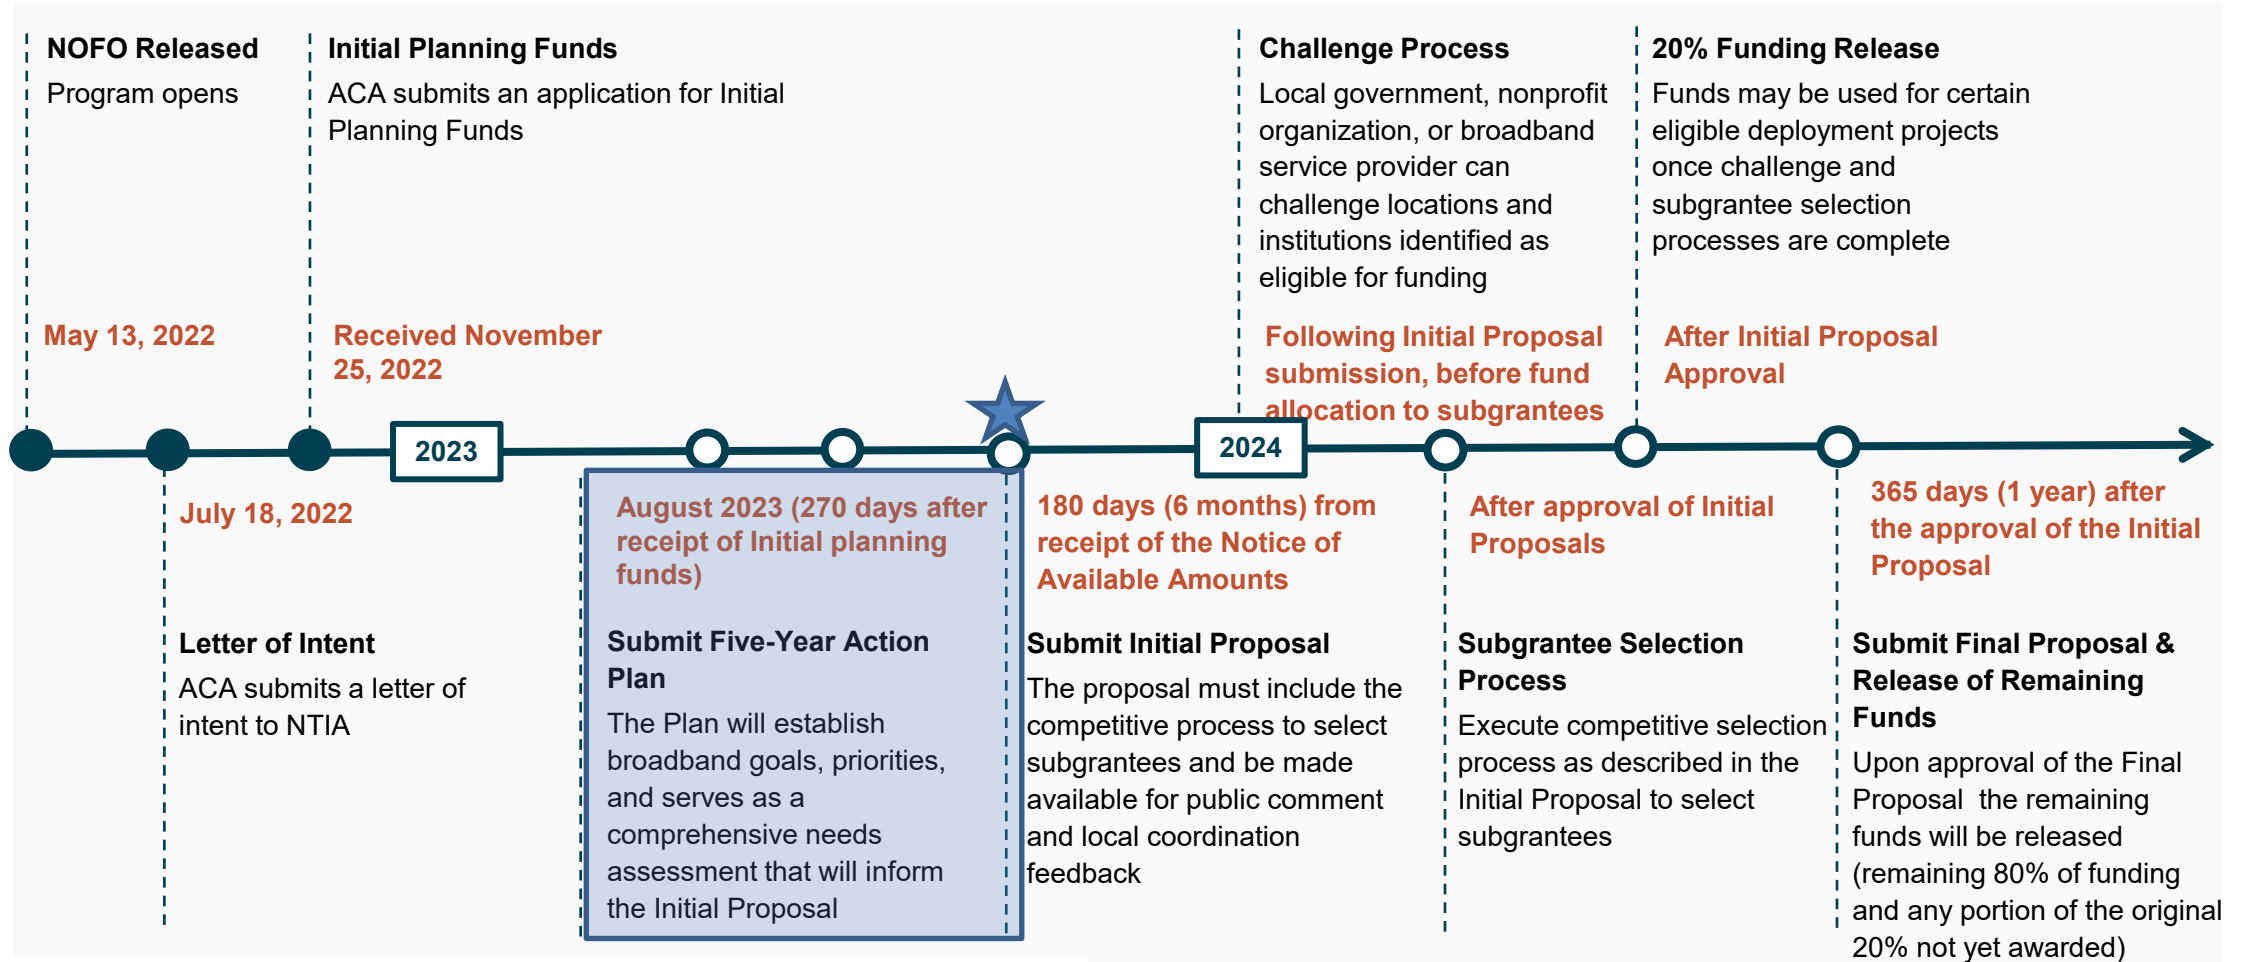 NOFO Released
Program opens
May 13, 2022
Initial Planning Funds
ACA submits an application for Initial
Planning Funds
Received November
25, 2022
Challenge Process
Local government, nonprofit
organization, or broadband
service provider can
challenge locations and
institutions identified as
eligible for funding
Following Initial Proposal
submission, before fund
allocation to subgrantees
20% Funding Release
Funds may be used for certain
eligible deployment projects
once challenge and
subgrantee selection
processes are complete
After Initial Proposal
Approval
2023
2024
July 18, 2022
Letter of Intent
ACA submits a letter of
intent to NTIA
August 2023 (270 days after
receipt of Initial planning
funds)
Submit Five-Year Action
Plan
The Plan will establish
broadband goals, priorities,
and serves as a
comprehensive needs
assessment that will inform
the Initial Proposal
180 days (6 months) from
receipt of the Notice of
Available Amounts
Submit Initial Proposal
The proposal must include the
competitive process to select
subgrantees and be made
available for public comment
and local coordination
feedback
After approval of Initial
Proposals
Subgrantee Selection
Process
Execute competitive selection
process as described in the
Initial Proposal to select
subgrantees
365 days (1 year) after
the approval of the Initial
Proposal
Submit Final Proposal &
Release of Remaining
Funds
Upon approval of the Final
Proposal  the remaining
funds will be released
(remaining 80% of funding
and any portion of the original
20% not yet awarded)